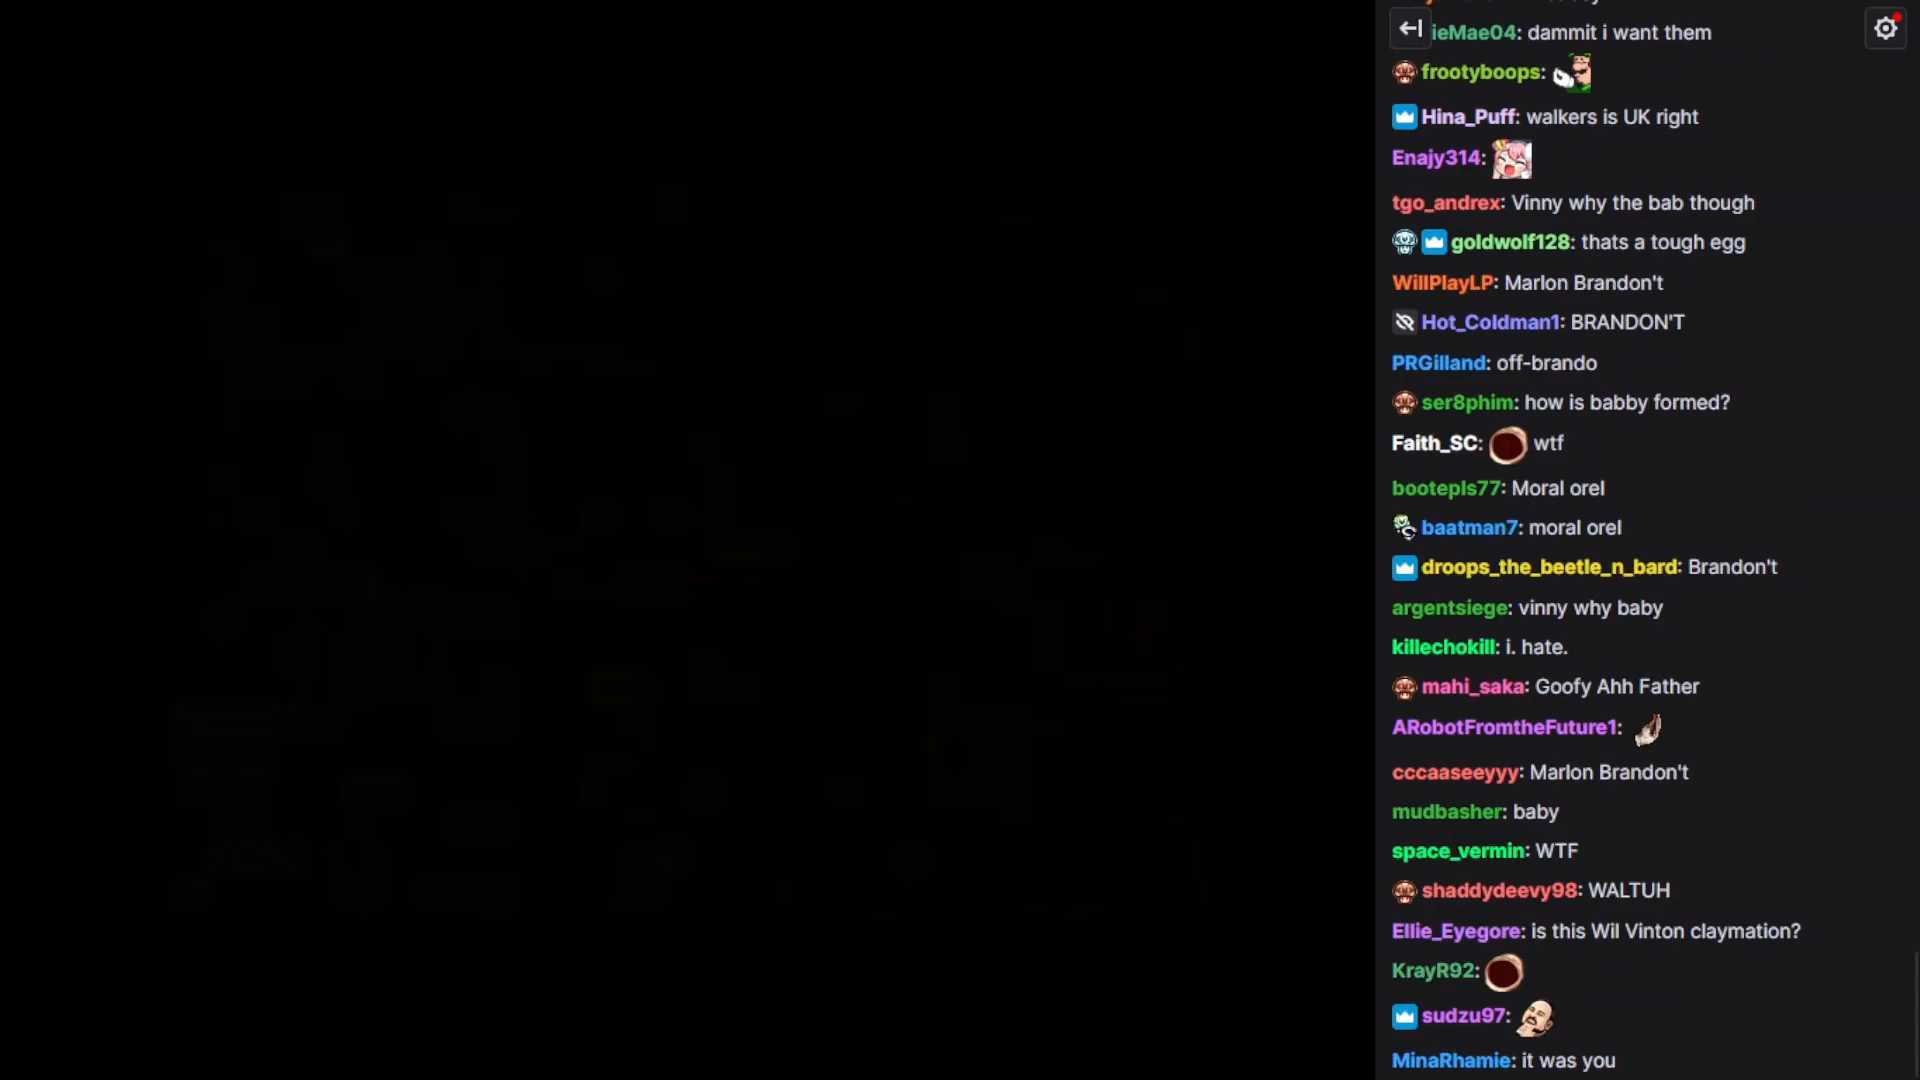 ieMae04: dammit i want them
frootyboops:
Hina_Puff: walkers is UK right
Enajy314:
tgo_andrex: Vinny why the bab though
goldwolf128: thats a tough egg
WillPlayLP: Marlon Brandon't
Hot_Coldman1: BRANDON'T
PRGilland: off-brando
ser8phim: how is babby formed?
Faith_SC: wtf
bootepls77: Moral orel
baatman7: moral orel
droops_the_beetle_n_bard: Brandon't
argentsiege: vinny why baby
killechokill: i. hate.
mahi_saka: Goofy Ahh Father
ARobotFromtheFuture1:
cccaaseeyyy: Marlon Brandon't
mudbasher: baby
space_vermin: WTF
shaddydeevy98: WALTUH
Ellie_Eyegore: is this Wil Vinton claymation?
KrayR92:
sudzu97:
MinaRhamie: it was you